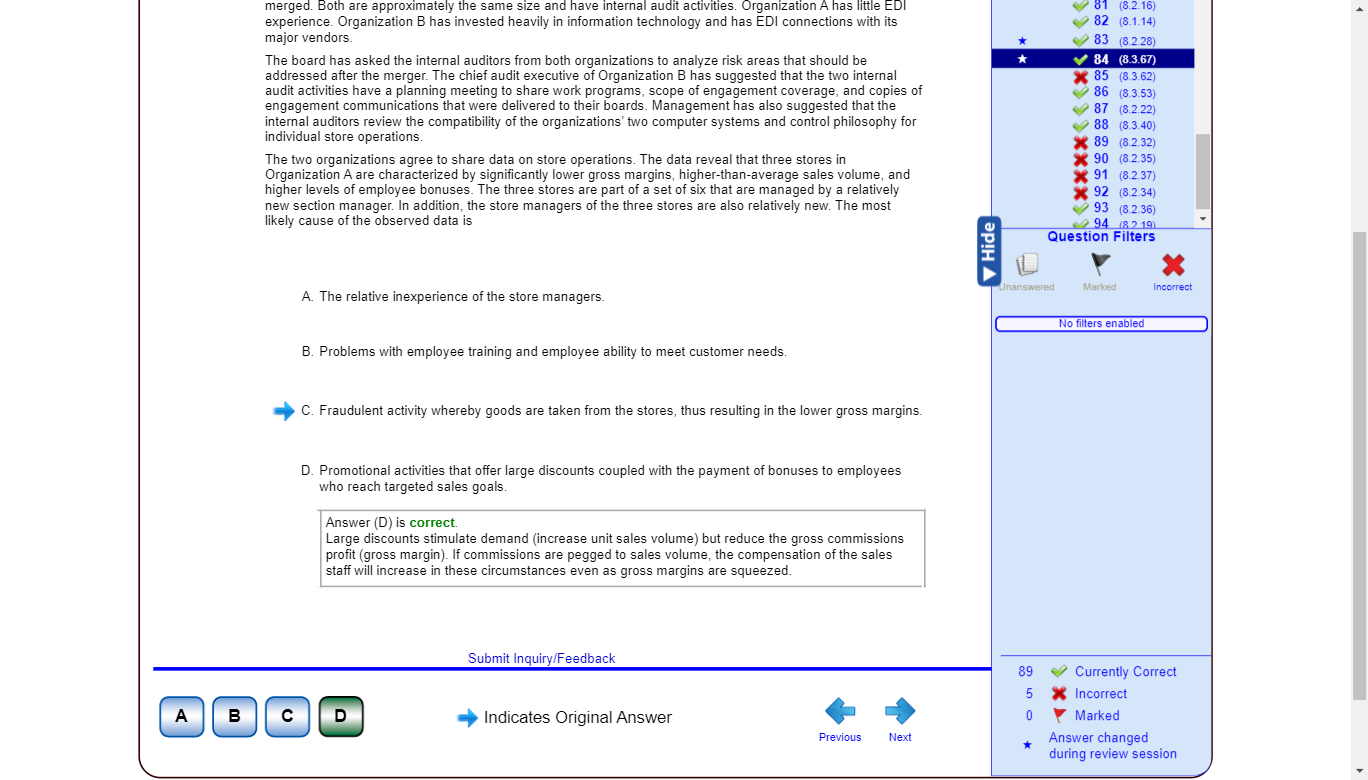 merged. Both are approximately the same size and have internal audit activities. Organization A has little EDI
experience. Organization B has invested heavily in information technology and has EDI connections with its
major vendors.
The board has asked the internal auditors from both organizations to analyze risk areas that should be
addressed after the merger. The chief audit executive of Organization B has suggested that the two internal
audit activities have a planning meeting to share work programs, scope of engagement coverage, and copies of
engagement communications that were delivered to their boards. Management has also suggested that the
internal auditors review the compatibility of the organizations' two computer systems and control philosophy for
individual store operations.
The two organizations agree to share data on store operations. The data reveal that three stores in
Organization A are characterized by significantly lower gross margins, higher-than-average sales volume, and
higher levels of employee bonuses. The three stores are part of a set of six that are managed by a relatively
new section manager. In addition, the store managers of the three stores are also relatively new. The most
likely cause of the observed data is
A. The relative inexperience of the store managers.
B. Problems with employee training and employee ability to meet customer needs.
C. Fraudulent activity whereby goods are taken from the stores, thus resulting in the lower gross margins.
D. Promotional activities that offer large discounts coupled with the payment of bonuses to employees
who reach targeted sales goals.
Answer (D) is correct.
Large discounts stimulate demand (increase unit sales volume) but reduce the gross commissions
profit (gross margin). If commissions are pegged to sales volume, the compensation of the sales
staff will increase in these circumstances even as gross margins are squeezed.
Submit Inquiry/Feedback
A B C D
Indicates Original Answer
Previous Next
81 (8.2.16)
82 (8.1.14)
83 (8.2.28)
84 (8.3.67)
85 (8.3.62)
86 (8.3.53)
87 (8.2.22)
88 (8.3.40)
89 (8.2.32)
90 (8.2.35)
91 (8.2.37)
92 (8.2.34)
93 (8.2.36)
94 (8.2.19)
Hide
Question Filters
Unanswered Marked Incorrect
No filters enabled
89 Currently Correct
5 Incorrect
0 Marked
Answer changed
during review session